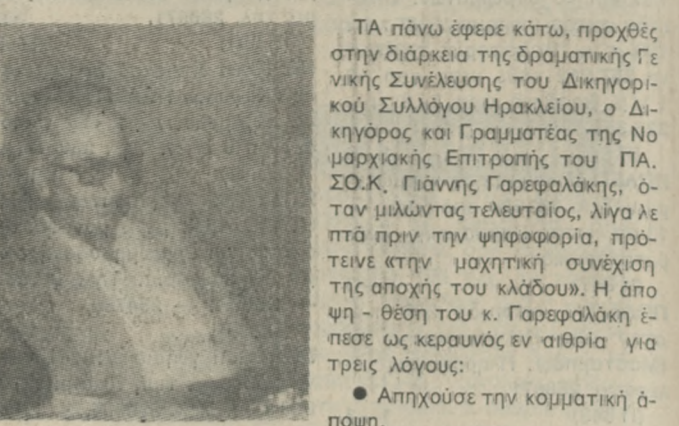 ΤΑ πάνω έφερε κάτω, προχθές
στην διάρκεια της δραματικής Γε
νικής Συνέλευσης του Δικηγορι-
κού Συλλόγου Ηρακλείου, ο Δι-
κηγόρος και Γραμματέας της Νο
μαρχιακής Επιτροπής του ΠΑ.
ΣΟ.Κ. Γιάννης Γαρεφαλάκης, ό-
ταν μιλώντας τελευταίος, λίγα λε
πτά πριν την ψηφοφορία, πρό-
τεινε «την μαχητική συνέχιση
της αποχής του κλάδου». Η άπο
ψη - θέση του κ. Γαρεφαλάκη έ-
πεσε ως κεραυνός εν αιθρία για
τρεις λόγους:
● Απηχούσε την κομματική ά-
ποψη.